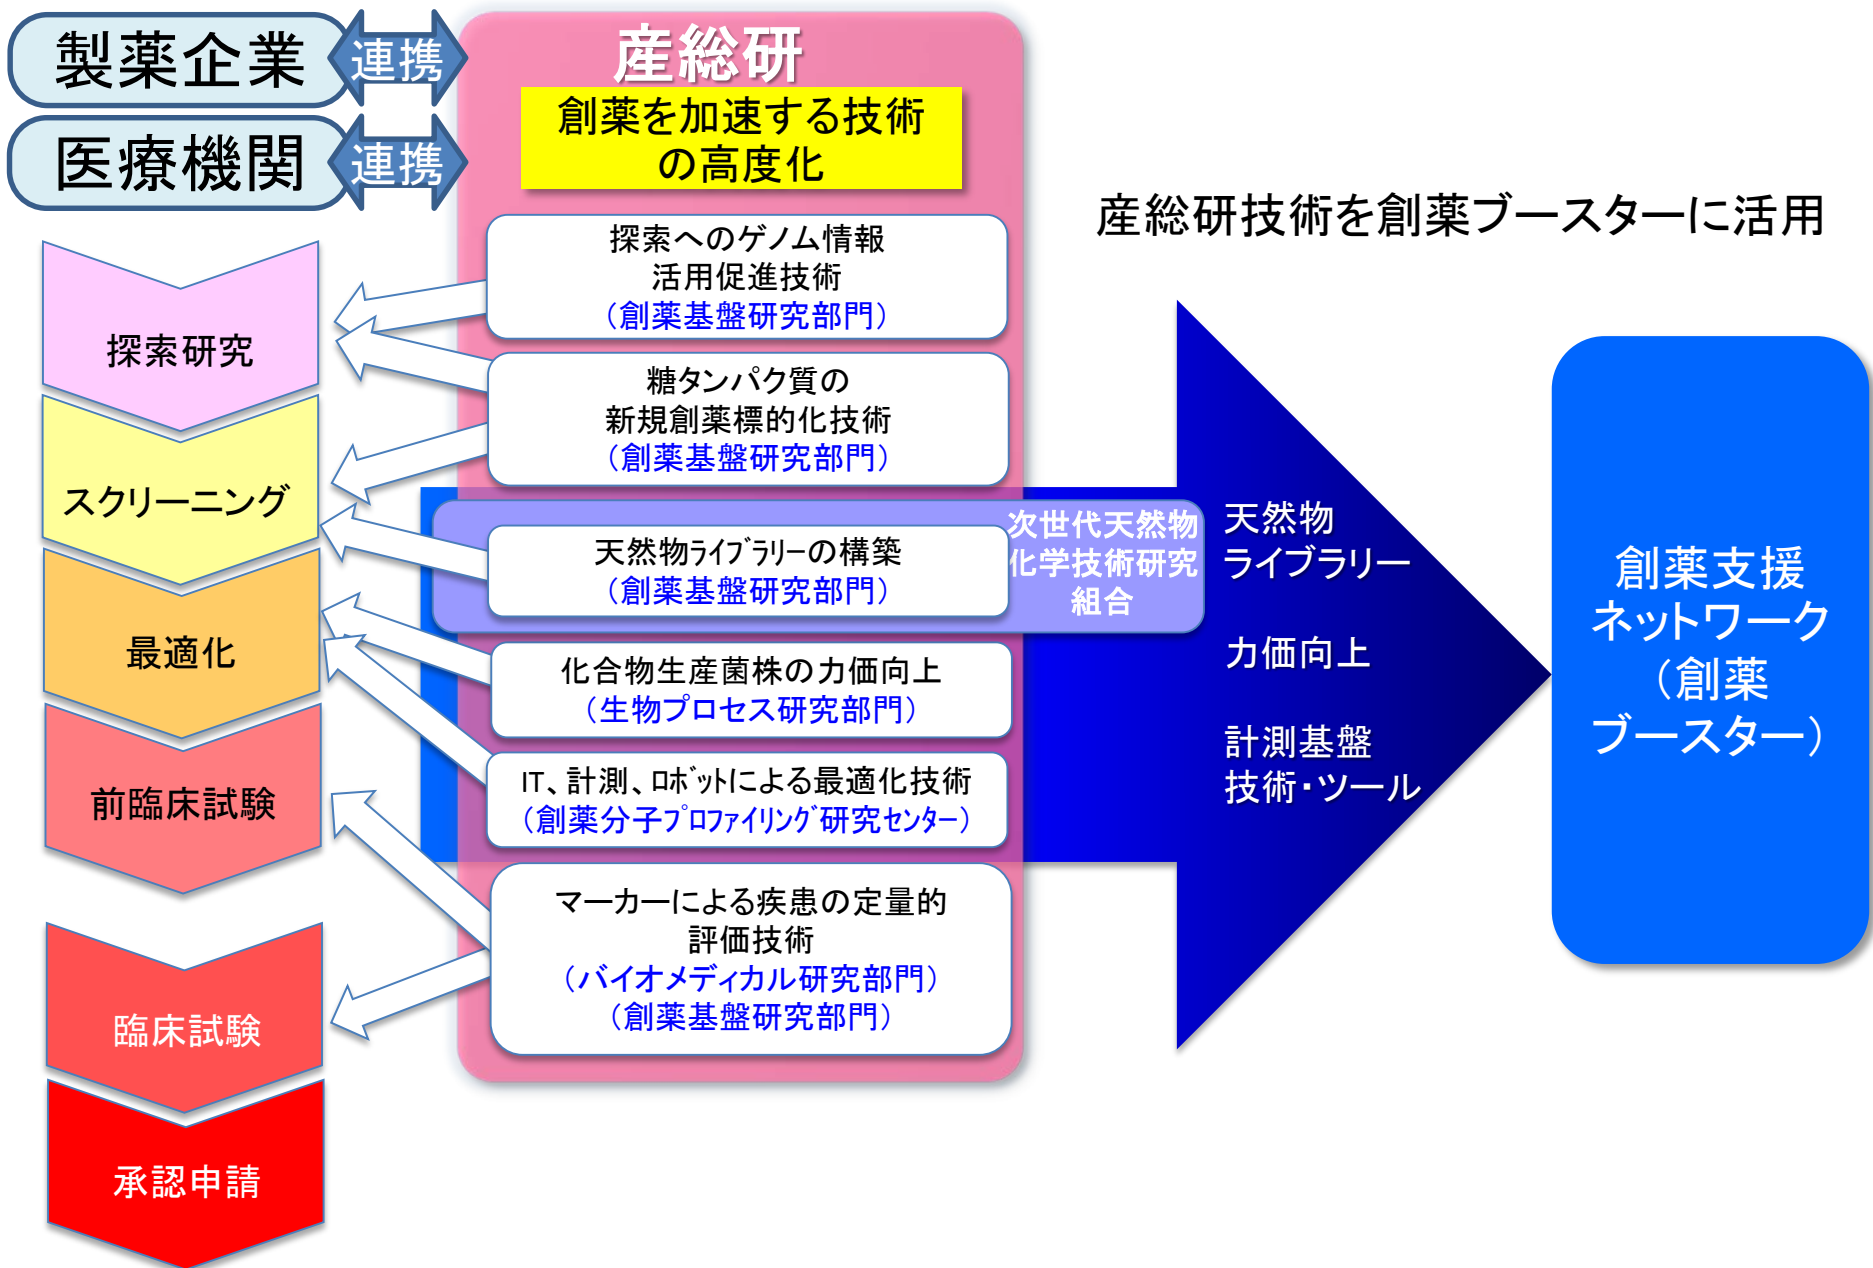 製薬企業
連携
医療機関
連携
産総研
創薬を加速する技術
の高度化
探索研究
スクリーニング
最適化
前臨床試験
臨床試験
承認申請
探索へのゲノム情報
活用促進技術
（創薬基盤研究部門）
糖タンパク質の
新規創薬標的化技術
（創薬基盤研究部門）
天然物ﾗｲﾌﾞﾗﾘｰの構築
（創薬基盤研究部門）
次世代天然物
化学技術研究
組合
化合物生産菌株の力価向上
（生物プロセス研究部門）
IT、計測、ﾛﾎﾞｯﾄによる最適化技術
（創薬分子ﾌﾟﾛﾌｧｲﾘﾝｸﾞ研究ｾﾝﾀｰ）
マーカーによる疾患の定量的
評価技術
（バイオメディカル研究部門）
（創薬基盤研究部門）
産総研技術を創薬ブースターに活用
天然物
ライブラリー
力価向上
計測基盤
技術・ツール
創薬支援
ネットワーク
（創薬
ブースター）